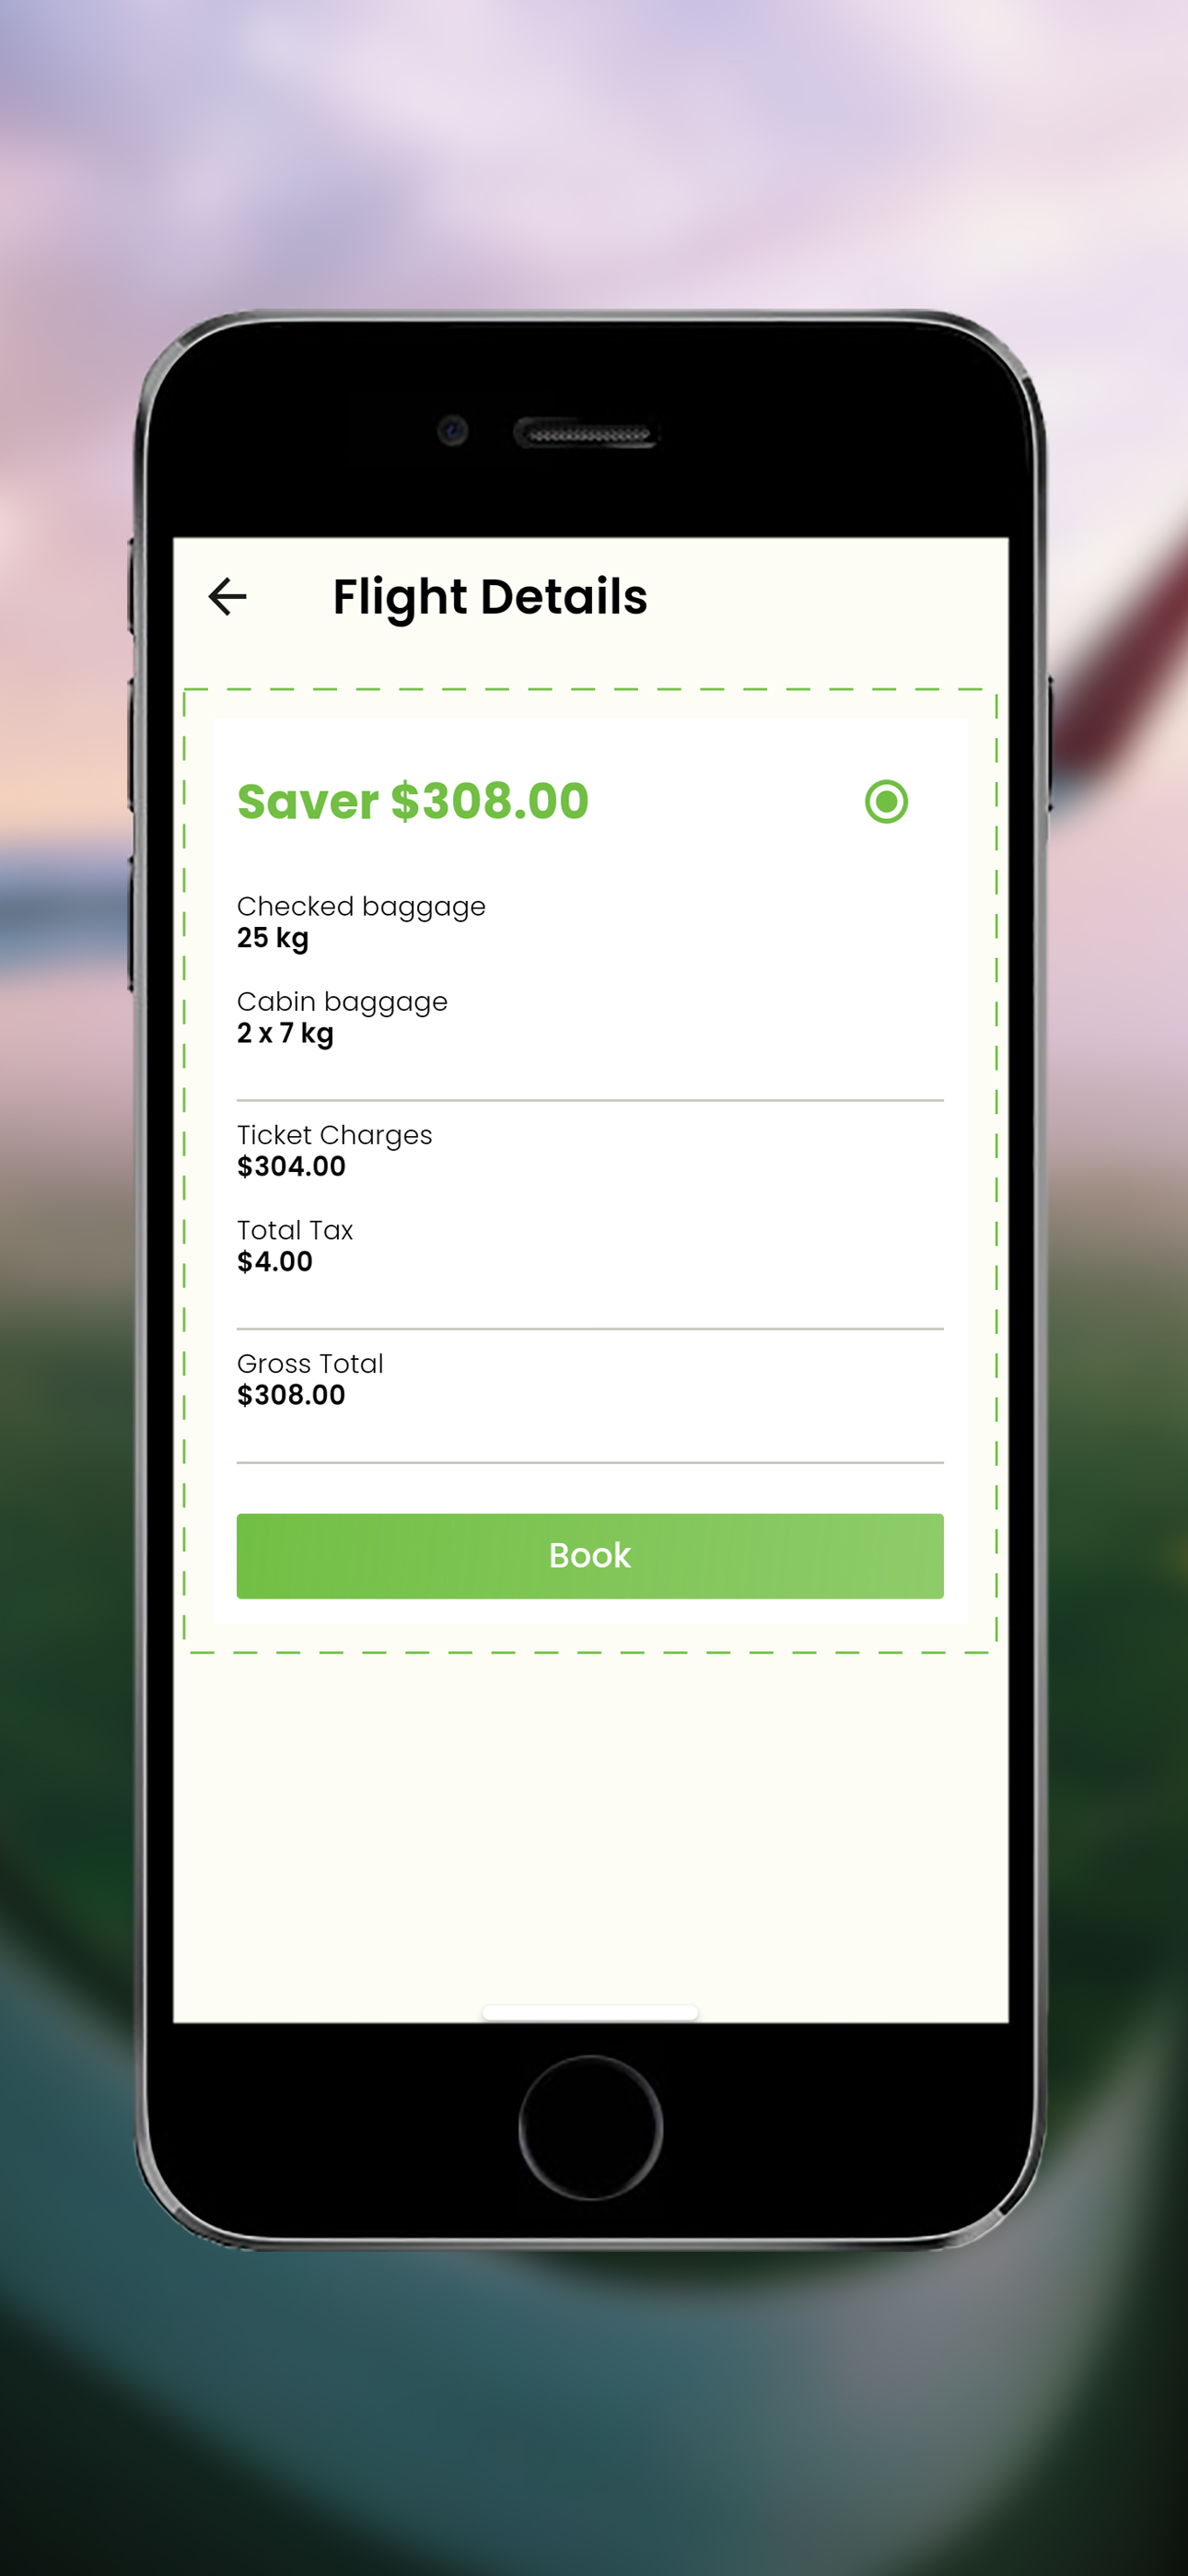 Flight Details
Saver $308.00
Checked baggage
25 kg
Cabin baggage
2 x 7 kg
Ticket Charges
$304.00
Total Tax
$4.00
Gross Total
$308.00
Book